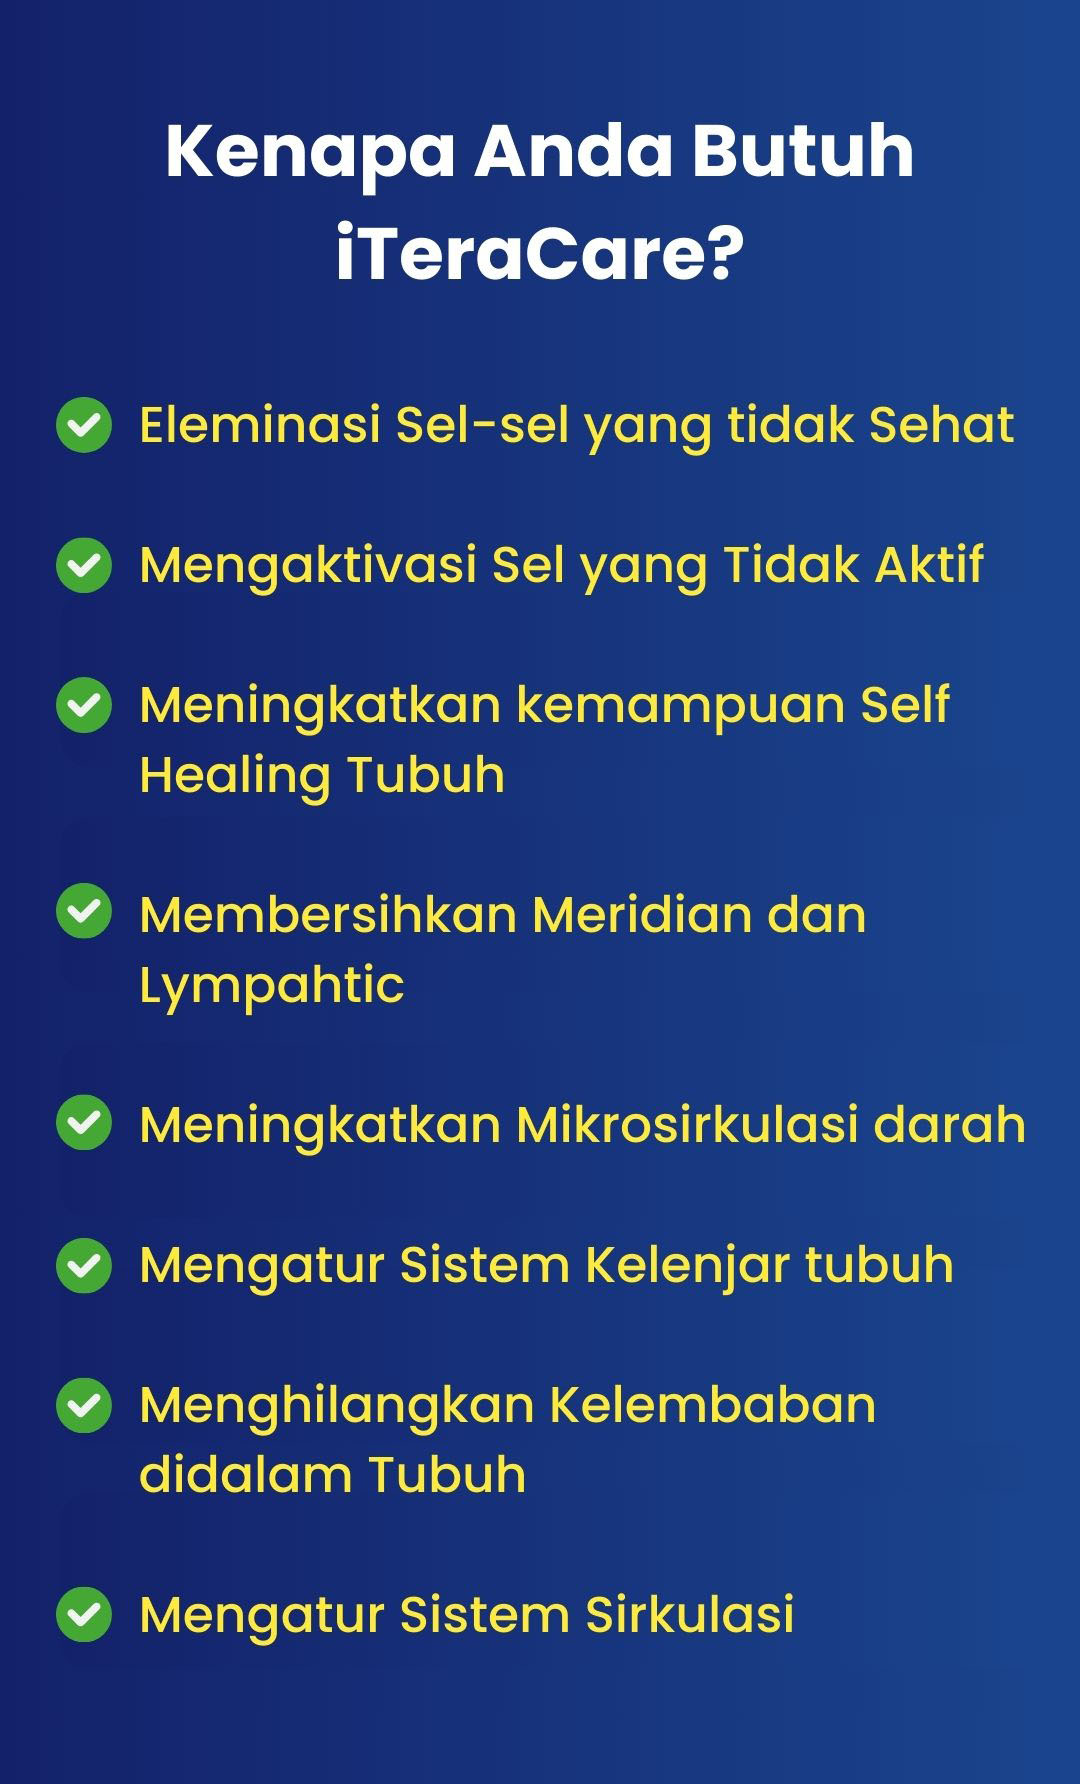 Kenapa Anda Butuh
iTeraCare?
Eleminasi Sel-sel yang tidak Sehat
Mengaktivasi Sel yang Tidak Aktif
Meningkatkan kemampuan Self
Healing Tubuh
Membersihkan Meridian dan
Lympahtic
Meningkatkan Mikrosirkulasi darah
Mengatur Sistem Kelenjar tubuh
Menghilangkan Kelembaban
didalam Tubuh
Mengatur Sistem Sirkulasi